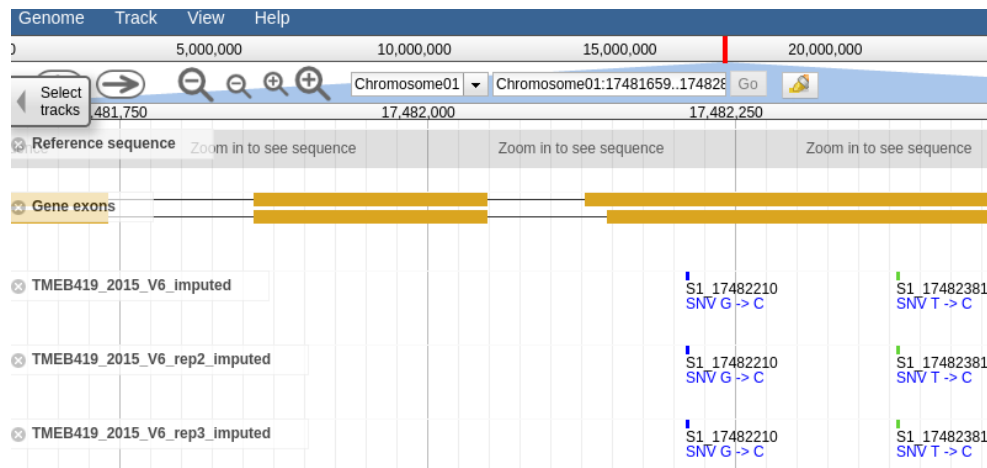 Genome Track View Help
0 5,000,000 10,000,000 15,000,000 20,000,000
Select tracks
Chromosome01 Chromosome01:17481659..174828 Go
481,750 17,482,000 17,482,250
Reference sequence Zoom in to see sequence Zoom in to see sequence Zoom in to see sequence
Gene exons
TMEB419_2015_V6_imputed
S1_17482210 S1_17482381
SNV G -> C SNV T -> C
TMEB419_2015_V6_rep2_imputed
S1_17482210 S1_17482381
SNV G -> C SNV T -> C
TMEB419_2015_V6_rep3_imputed
S1_17482210 S1_17482381
SNV G -> C SNV T -> C